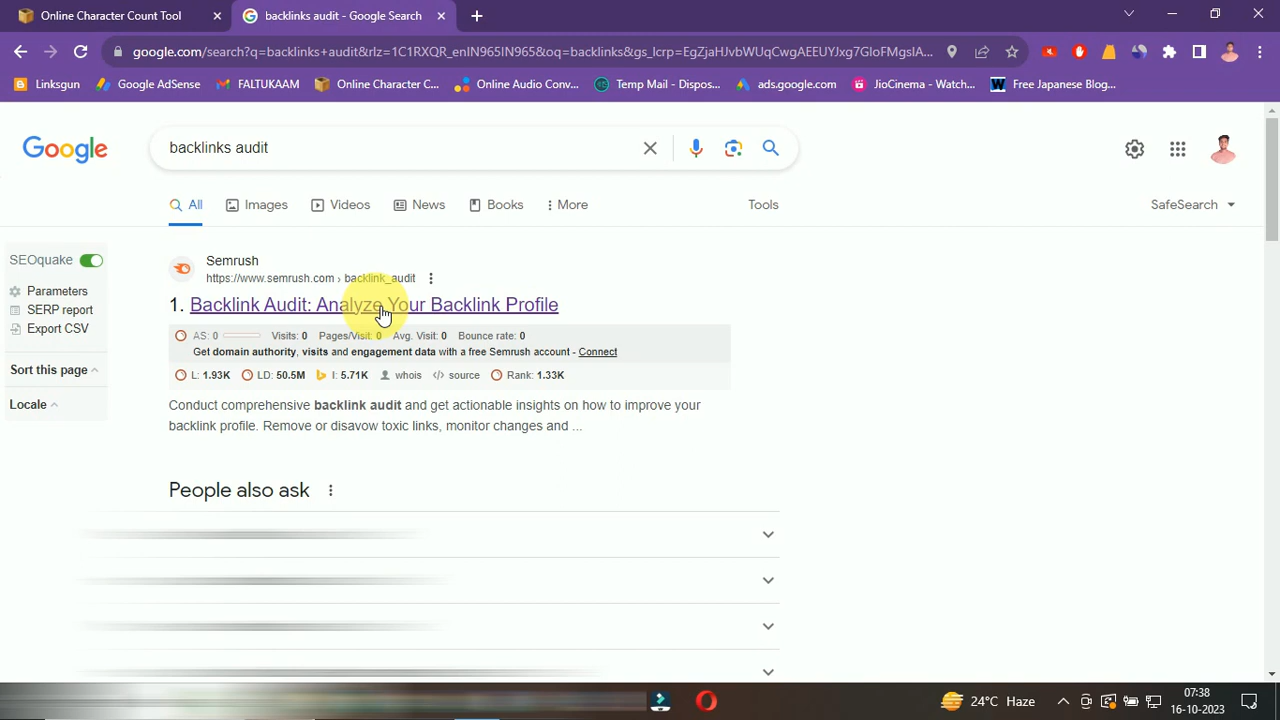 Online Character Count Tool
backlinks audit - Google Search
google.com/search?q=backlinks+audit&rlz=1C1RXQR_enIN965IN965&oq=backlinks&gs_lcrp=EgZjaHJvbWUqCwgAEEUYJxg7GIoFMgsIA...
Linksgun
Google AdSense
FALTUKAAM
Online Character C...
Online Audio Conv...
Temp Mail - Dispos...
ads.google.com
JioCinema - Watch...
Free Japanese Blog...
Google
backlinks audit
All
Images
Videos
News
Books
More
Tools
SafeSearch
SEOquake
Parameters
SERP report
Export CSV
Sort this page
Locale
Semrush
https://www.semrush.com › backlink_audit
1. Backlink Audit: Analyze Your Backlink Profile
AS: 0 Visits: 0 Pages/Visit: 0 Avg. Visit: 0 Bounce rate: 0
Get domain authority, visits and engagement data with a free Semrush account - Connect
L: 1.93K LD: 50.5M I: 5.71K whois source Rank: 1.33K
Conduct comprehensive backlink audit and get actionable insights on how to improve your
backlink profile. Remove or disavow toxic links, monitor changes and ...
People also ask
24°C Haze
07:38
16-10-2023